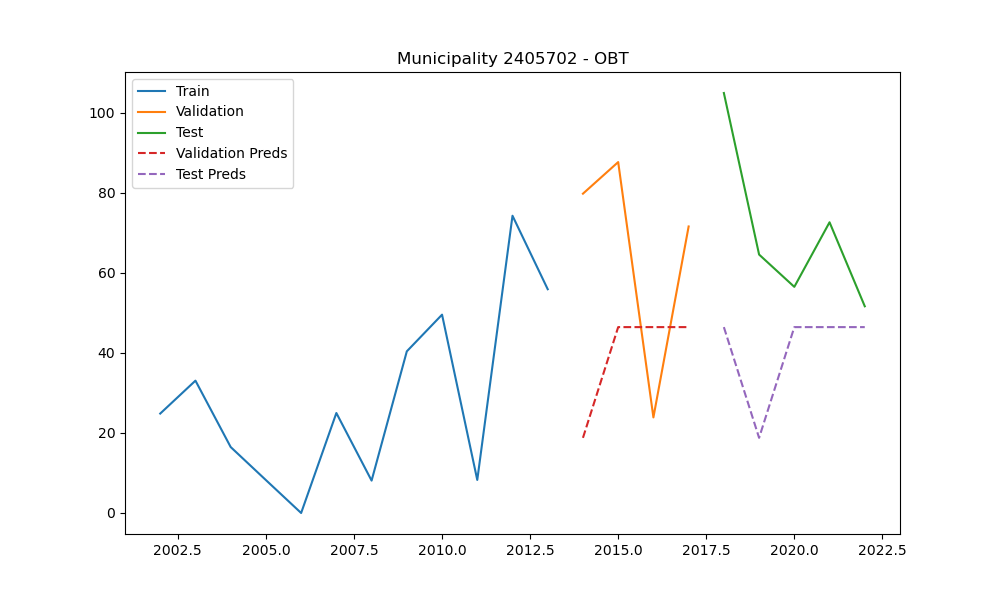 Municipality 2405702 - OBT
Train
Validation
Test
Validation Preds
Test Preds
100
80
60
40
20
0
2002.5 2005.0 2007.5 2010.0 2012.5 2015.0 2017.5 2020.0 2022.5